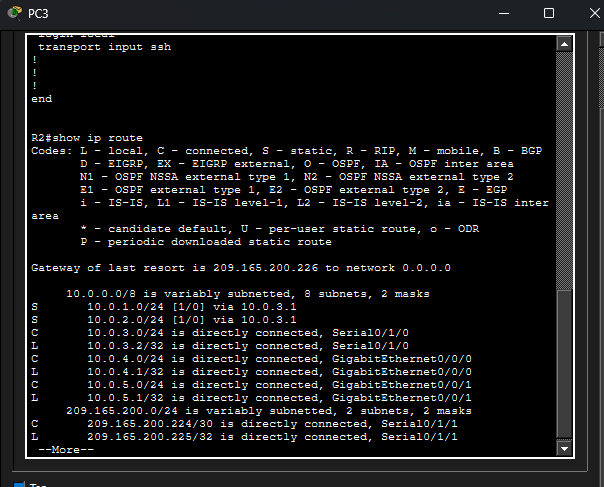 PC3
login local
 transport input ssh
!
!
!
end
R2#show ip route
Codes: L - local, C - connected, S - static, R - RIP, M - mobile, B - BGP
       D - EIGRP, EX - EIGRP external, O - OSPF, IA - OSPF inter area
       N1 - OSPF NSSA external type 1, N2 - OSPF NSSA external type 2
       E1 - OSPF external type 1, E2 - OSPF external type 2, E - EGP
       i - IS-IS, L1 - IS-IS level-1, L2 - IS-IS level-2, ia - IS-IS inter
area
       * - candidate default, U - per-user static route, o - ODR
       P - periodic downloaded static route
Gateway of last resort is 209.165.200.226 to network 0.0.0.0
     10.0.0.0/8 is variably subnetted, 8 subnets, 2 masks
S       10.0.1.0/24 [1/0] via 10.0.3.1
S       10.0.2.0/24 [1/0] via 10.0.3.1
C       10.0.3.0/24 is directly connected, Serial0/1/0
L       10.0.3.2/32 is directly connected, Serial0/1/0
C       10.0.4.0/24 is directly connected, GigabitEthernet0/0/0
L       10.0.4.1/32 is directly connected, GigabitEthernet0/0/0
C       10.0.5.0/24 is directly connected, GigabitEthernet0/0/1
L       10.0.5.1/32 is directly connected, GigabitEthernet0/0/1
     209.165.200.0/24 is variably subnetted, 2 subnets, 2 masks
C       209.165.200.224/30 is directly connected, Serial0/1/1
L       209.165.200.225/32 is directly connected, Serial0/1/1
 --More--